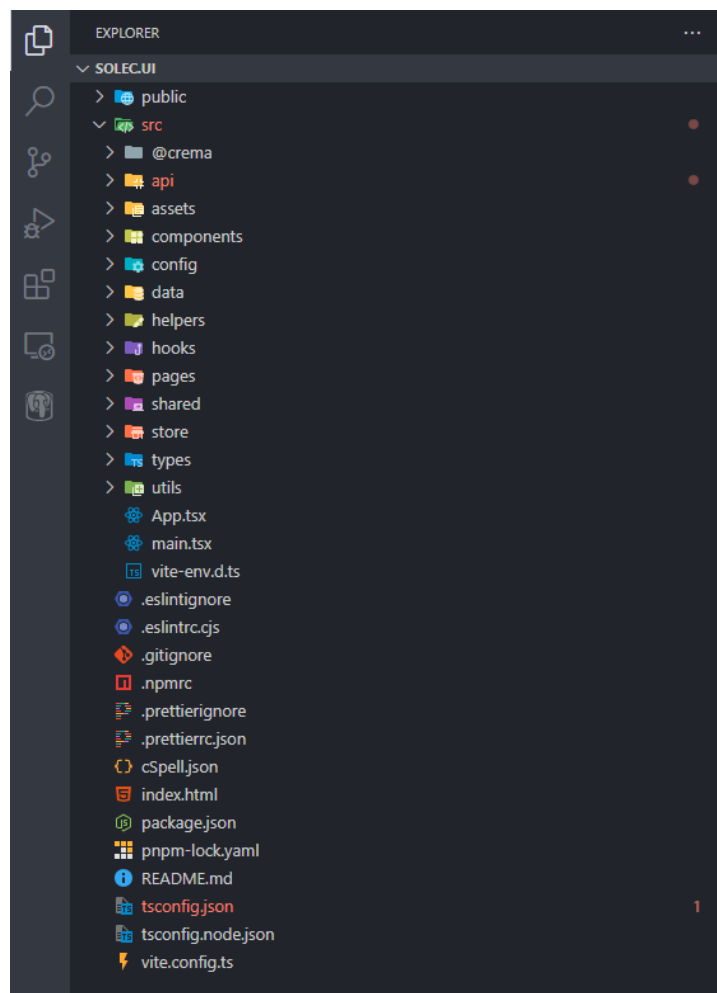 EXPLORER
SOLEC.UI
public
src
@crema
api
assets
components
config
data
helpers
hooks
pages
shared
store
types
utils
App.tsx
main.tsx
vite-env.d.ts
.eslintignore
.eslintrc.cjs
.gitignore
.npmrc
.prettierignore
.prettierrc.json
cSpell.json
index.html
package.json
pnpm-lock.yaml
README.md
tsconfig.json 1
tsconfig.node.json
vite.config.ts